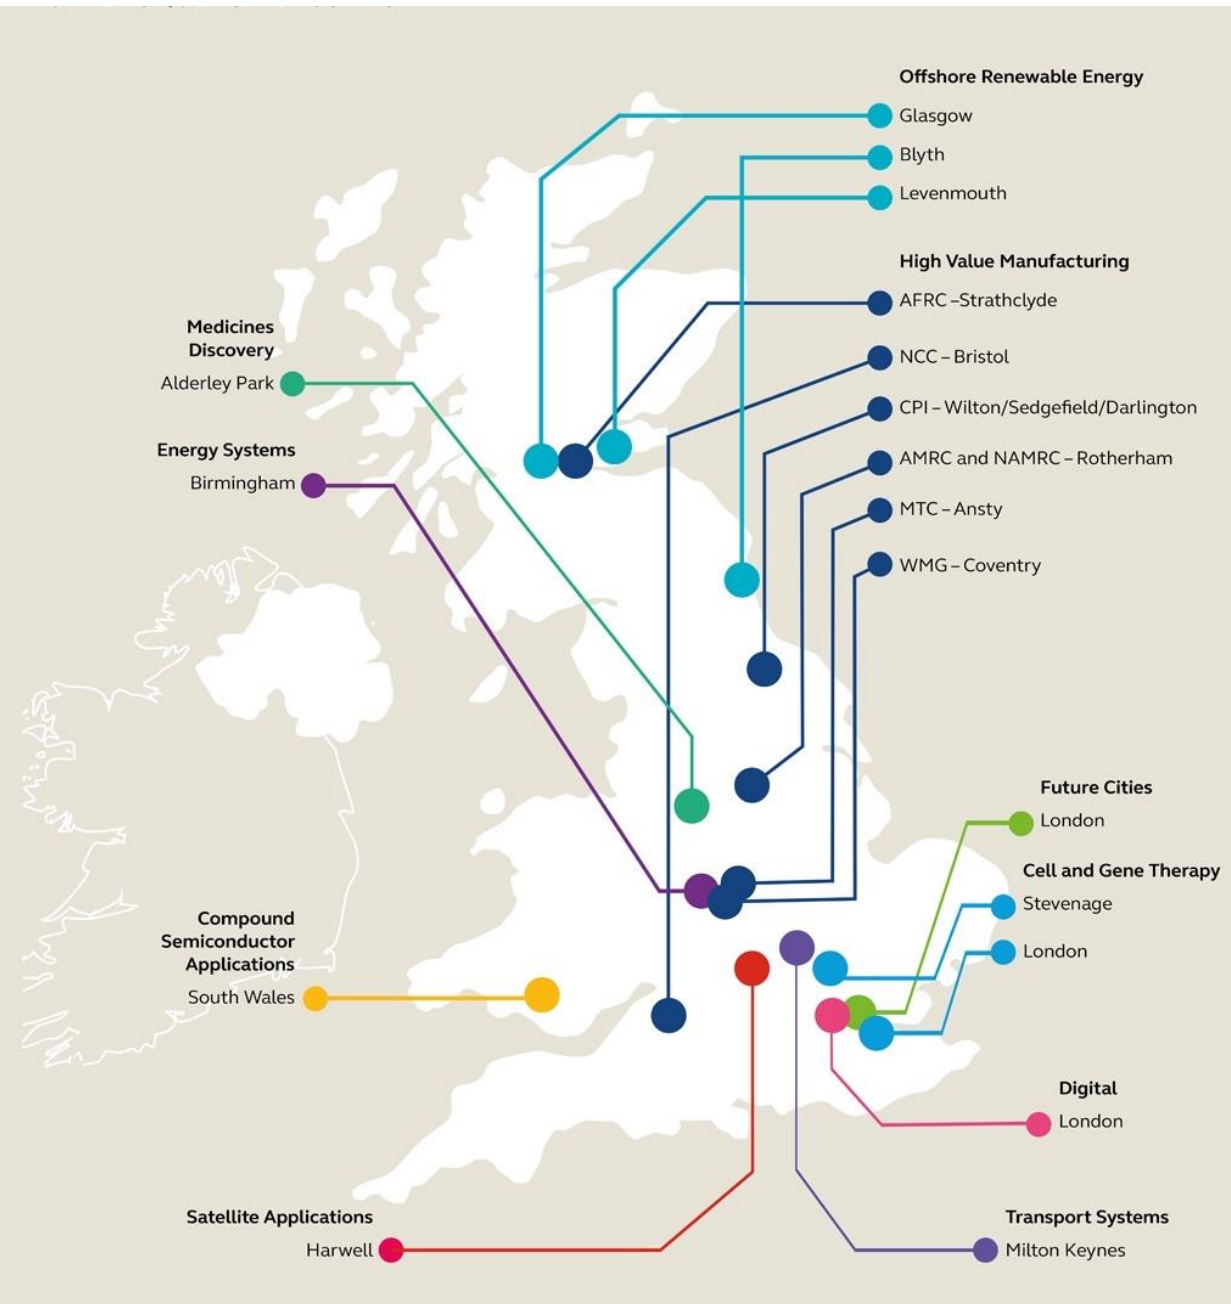 Offshore Renewable Energy
Glasgow
Blyth
Levenmouth
High Value Manufacturing
AFRC – Strathclyde
NCC – Bristol
CPI – Wilton/Sedgefield/Darlington
AMRC and NAMRC – Rotherham
MTC – Ansty
WMG – Coventry
Medicines
Discovery
Alderley Park
Energy Systems
Birmingham
Future Cities
London
Cell and Gene Therapy
Stevenage
London
Compound
Semiconductor
Applications
South Wales
Digital
London
Satellite Applications
Harwell
Transport Systems
Milton Keynes